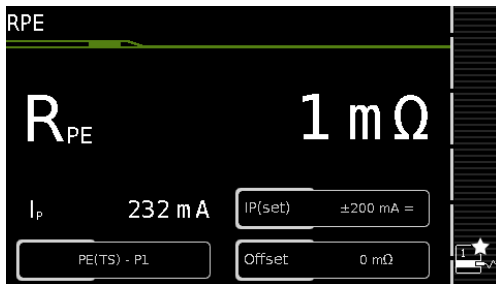 RPE
RPE 1 mΩ
IP 232 mA IP(set) ±200 mA =
PE(TS) - P1 Offset 0 mΩ
1